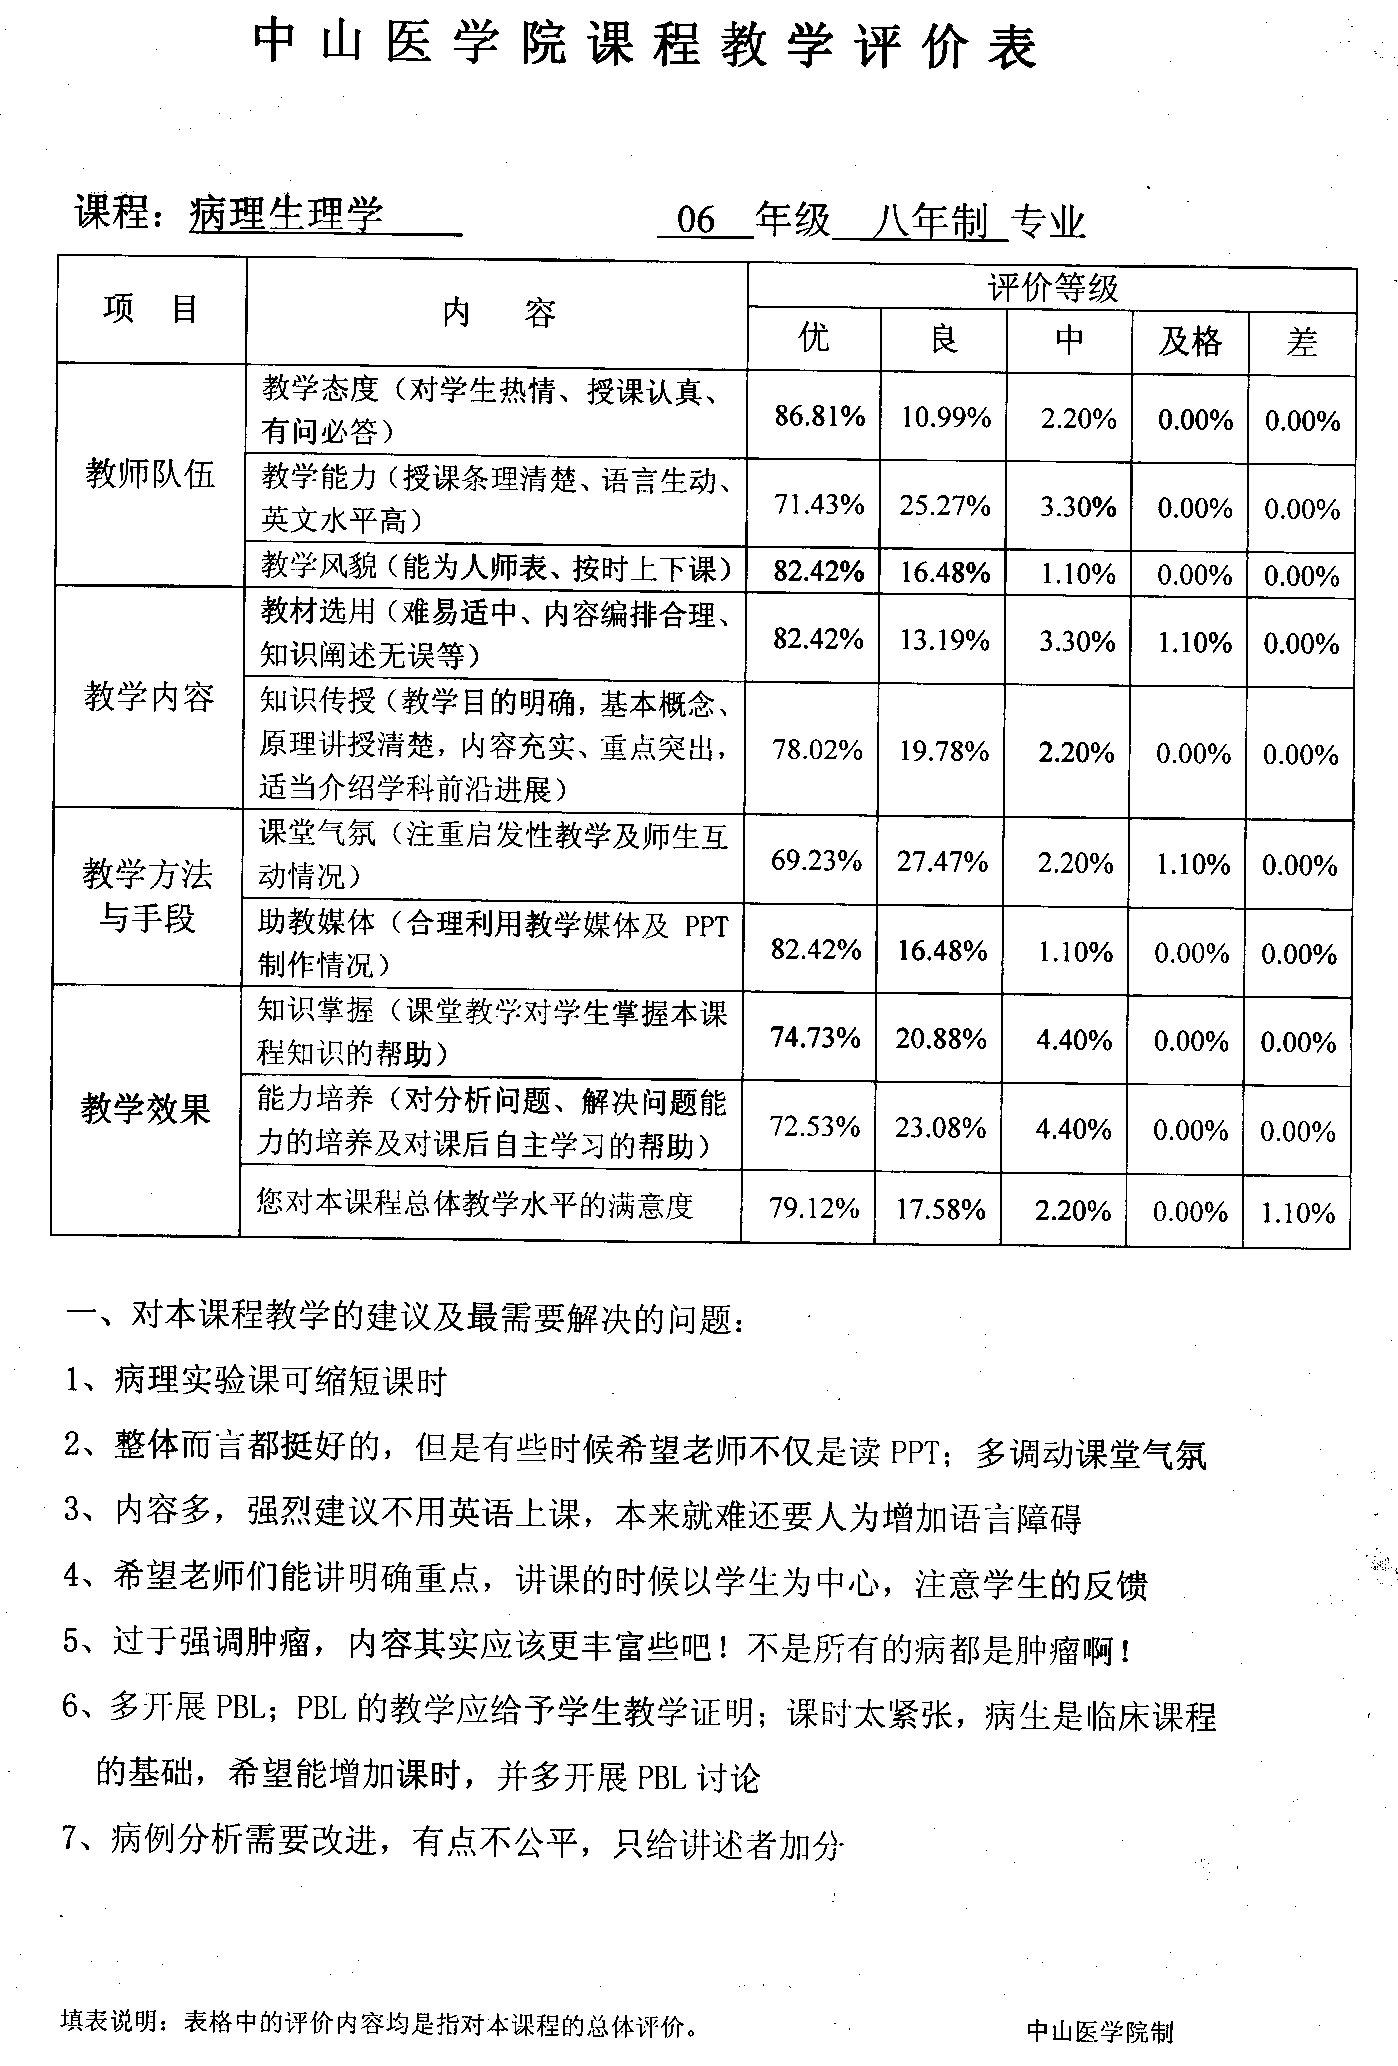 中山医学院课程教学评价表
课程：病理生理学 06 年级 八年制 专业
项 目 内 容 评价等级
优 良 中 及格 差
教师队伍
教学态度（对学生热情、授课认真、
有问必答）
86.81% 10.99% 2.20% 0.00% 0.00%
教学能力（授课条理清楚、语言生动、
英文水平高）
71.43% 25.27% 3.30% 0.00% 0.00%
教学风貌（能为人师表、按时上下课） 82.42% 16.48% 1.10% 0.00% 0.00%
教学内容
教材选用（难易适中、内容编排合理、
知识阐述无误等）
82.42% 13.19% 3.30% 1.10% 0.00%
知识传授（教学目的明确，基本概念、
原理讲授清楚，内容充实、重点突出，
适当介绍学科前沿进展）
78.02% 19.78% 2.20% 0.00% 0.00%
教学方法
与手段
课堂气氛（注重启发性教学及师生互
动情况）
69.23% 27.47% 2.20% 1.10% 0.00%
助教媒体（合理利用教学媒体及 PPT
制作情况）
82.42% 16.48% 1.10% 0.00% 0.00%
教学效果
知识掌握（课堂教学对学生掌握本课
程知识的帮助）
74.73% 20.88% 4.40% 0.00% 0.00%
能力培养（对分析问题、解决问题能
力的培养及对课后自主学习的帮助）
72.53% 23.08% 4.40% 0.00% 0.00%
您对本课程总体教学水平的满意度 79.12% 17.58% 2.20% 0.00% 1.10%
一、对本课程教学的建议及最需要解决的问题：
1、病理实验课可缩短课时
2、整体而言都挺好的，但是有些时候希望老师不仅是读 PPT；多调动课堂气氛
3、内容多，强烈建议不用英语上课，本来就难还要人为增加语言障碍
4、希望老师们能讲明确重点，讲课的时候以学生为中心，注意学生的反馈
5、过于强调肿瘤，内容其实应该更丰富些吧！不是所有的病都是肿瘤啊！
6、多开展 PBL；PBL 的教学应给予学生教学证明；课时太紧张，病生是临床课程
的基础，希望能增加课时，并多开展 PBL 讨论
7、病例分析需要改进，有点不公平，只给讲述者加分
填表说明：表格中的评价内容均是指对本课程的总体评价。 中山医学院制